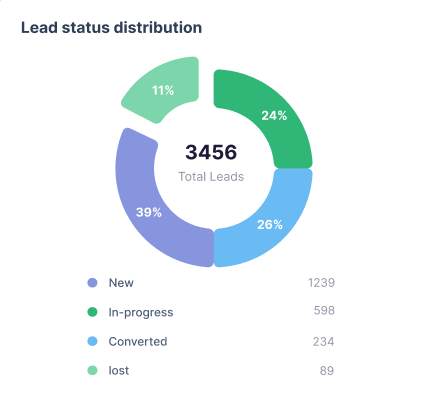 Lead status distribution
11%
24%
3456
Total Leads
39%
26%
New 1239
In-progress 598
Converted 234
lost 89